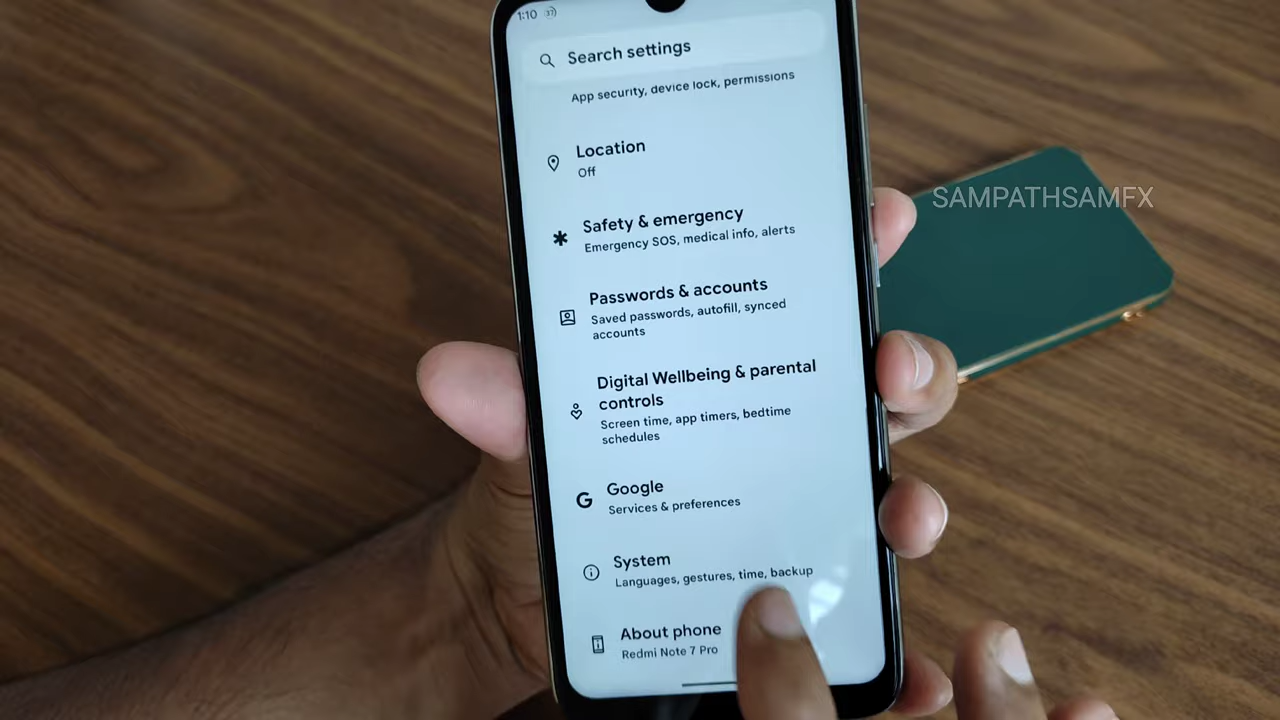 1:10 37
Search settings
App security, device lock, permissions
Location
Off
Safety & emergency
Emergency SOS, medical info, alerts
Passwords & accounts
Saved passwords, autofill, synced
accounts
Digital Wellbeing & parental
controls
Screen time, app timers, bedtime
schedules
Google
Services & preferences
System
Languages, gestures, time, backup
About phone
Redmi Note 7 Pro
SAMPATHSAMFX